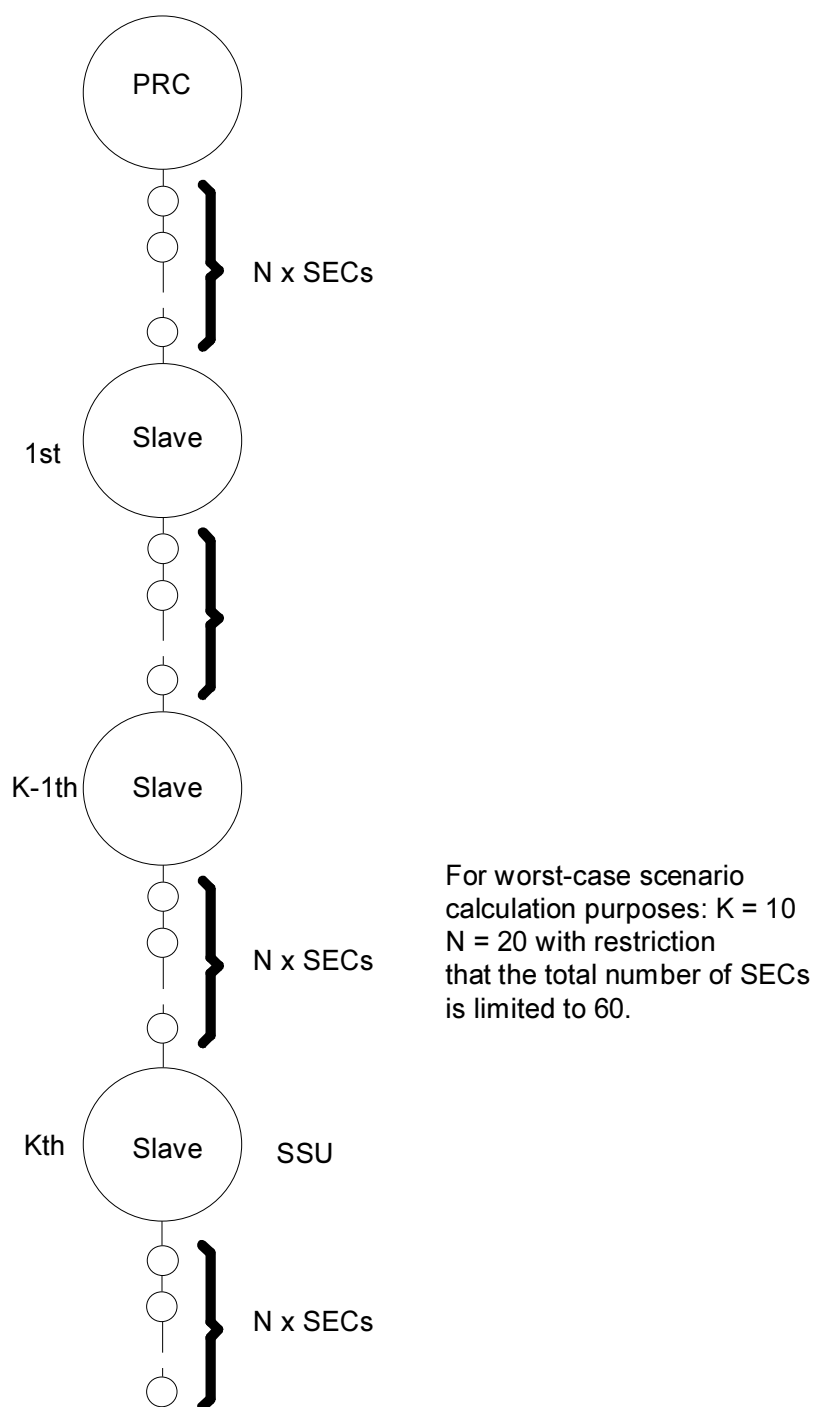 PRC
N x SECs
1st
Slave
K-1th
Slave
For worst-case scenario
calculation purposes: K = 10
N = 20 with restriction
that the total number of SECs
is limited to 60.
N x SECs
Kth
Slave
SSU
N x SECs